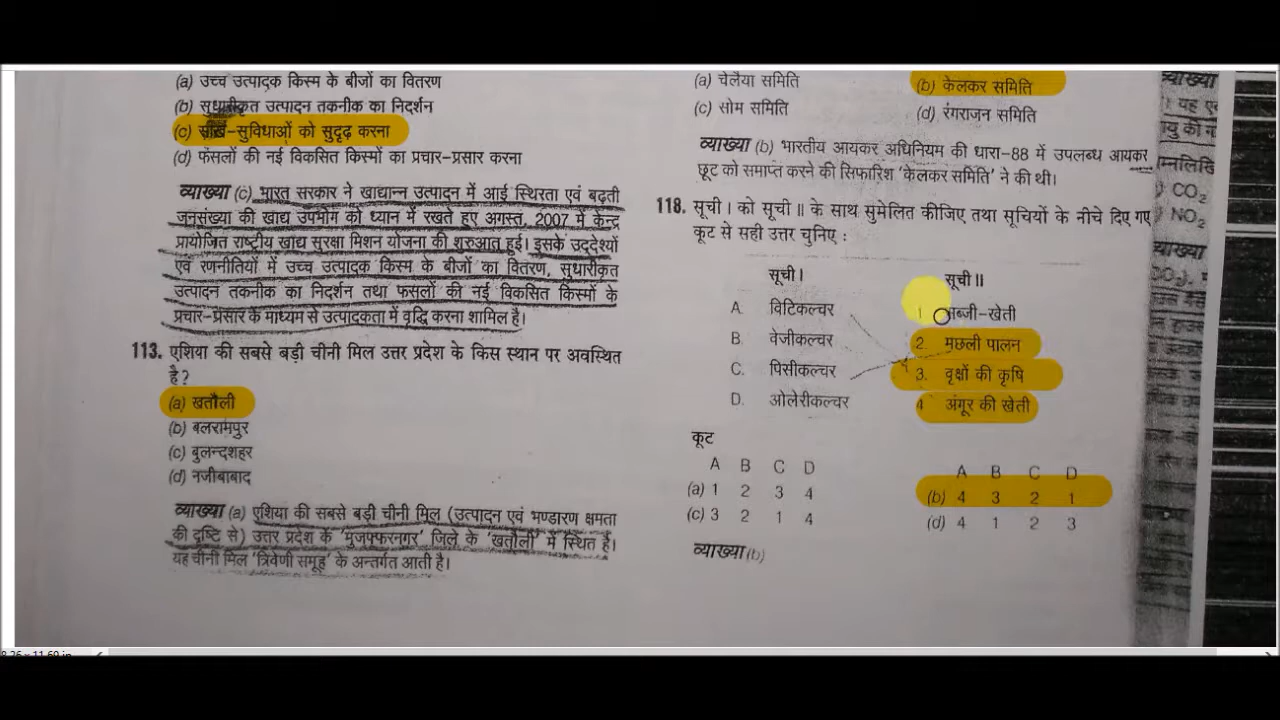 (a) उच्च उत्पादक किस्म के बीजों का वितरण
(b) सुधारीकृत उत्पादन तकनीक का निदर्शन
(c) साख-सुविधाओं को सुदृढ़ करना
(d) फसलों की नई विकसित किस्मों का प्रचार-प्रसार करना
व्याख्या (c) भारत सरकार ने खाद्यान्न उत्पादन में आई स्थिरता एवं बढ़ती
जनसंख्या की खाद्य उपभोग को ध्यान में रखते हुए अगस्त, 2007 में केन्द्र
प्रायोजित राष्ट्रीय खाद्य सुरक्षा मिशन योजना की शुरुआत हुई। इसके उद्देश्यों
एवं रणनीतियों में उच्च उत्पादक किस्म के बीजों का वितरण, सुधारीकृत
उत्पादन तकनीक का निदर्शन तथा फसलों की नई विकसित किस्मों के
प्रचार-प्रसार के माध्यम से उत्पादकता में वृद्धि करना शामिल है।
113. एशिया की सबसे बड़ी चीनी मिल उत्तर प्रदेश के किस स्थान पर अवस्थित
है?
(a) खतौली
(b) बलरामपुर
(c) बुलन्दशहर
(d) नजीबाबाद
व्याख्या (a) एशिया की सबसे बड़ी चीनी मिल (उत्पादन एवं भण्डारण क्षमता
की दृष्टि से) उत्तर प्रदेश के 'मुजफ्फरनगर' जिले के 'खतौली' में स्थित है।
यह चीनी मिल 'त्रिवेणी समूह' के अन्तर्गत आती है।
(a) चेलैया समिति (b) केलकर समिति
(c) सोम समिति (d) रंगराजन समिति
व्याख्या (b) भारतीय आयकर अधिनियम की धारा-88 में उपलब्ध आयकर
छूट को समाप्त करने की सिफारिश 'केलकर समिति' ने की थी।
118. सूची। को सूची॥ के साथ सुमेलित कीजिए तथा सूचियों के नीचे दिए गए
कूट से सही उत्तर चुनिए :
सूची। सूची॥
A. विटिकल्चर 1 सब्जी-खेती
B. वेजीकल्चर 2. मछली पालन
C. पिसीकल्चर 3. वृक्षों की कृषि
D. ओलेरीकल्चर 4 अंगूर की खेती
कूट
A B C D A B C D
(a) 1 2 3 4 (b) 4 3 2 1
(c) 3 2 1 4 (d) 4 1 2 3
व्याख्या (b)
व्याख्या
CO2
NO2
व्याख्या
8.26 x 11.69 in